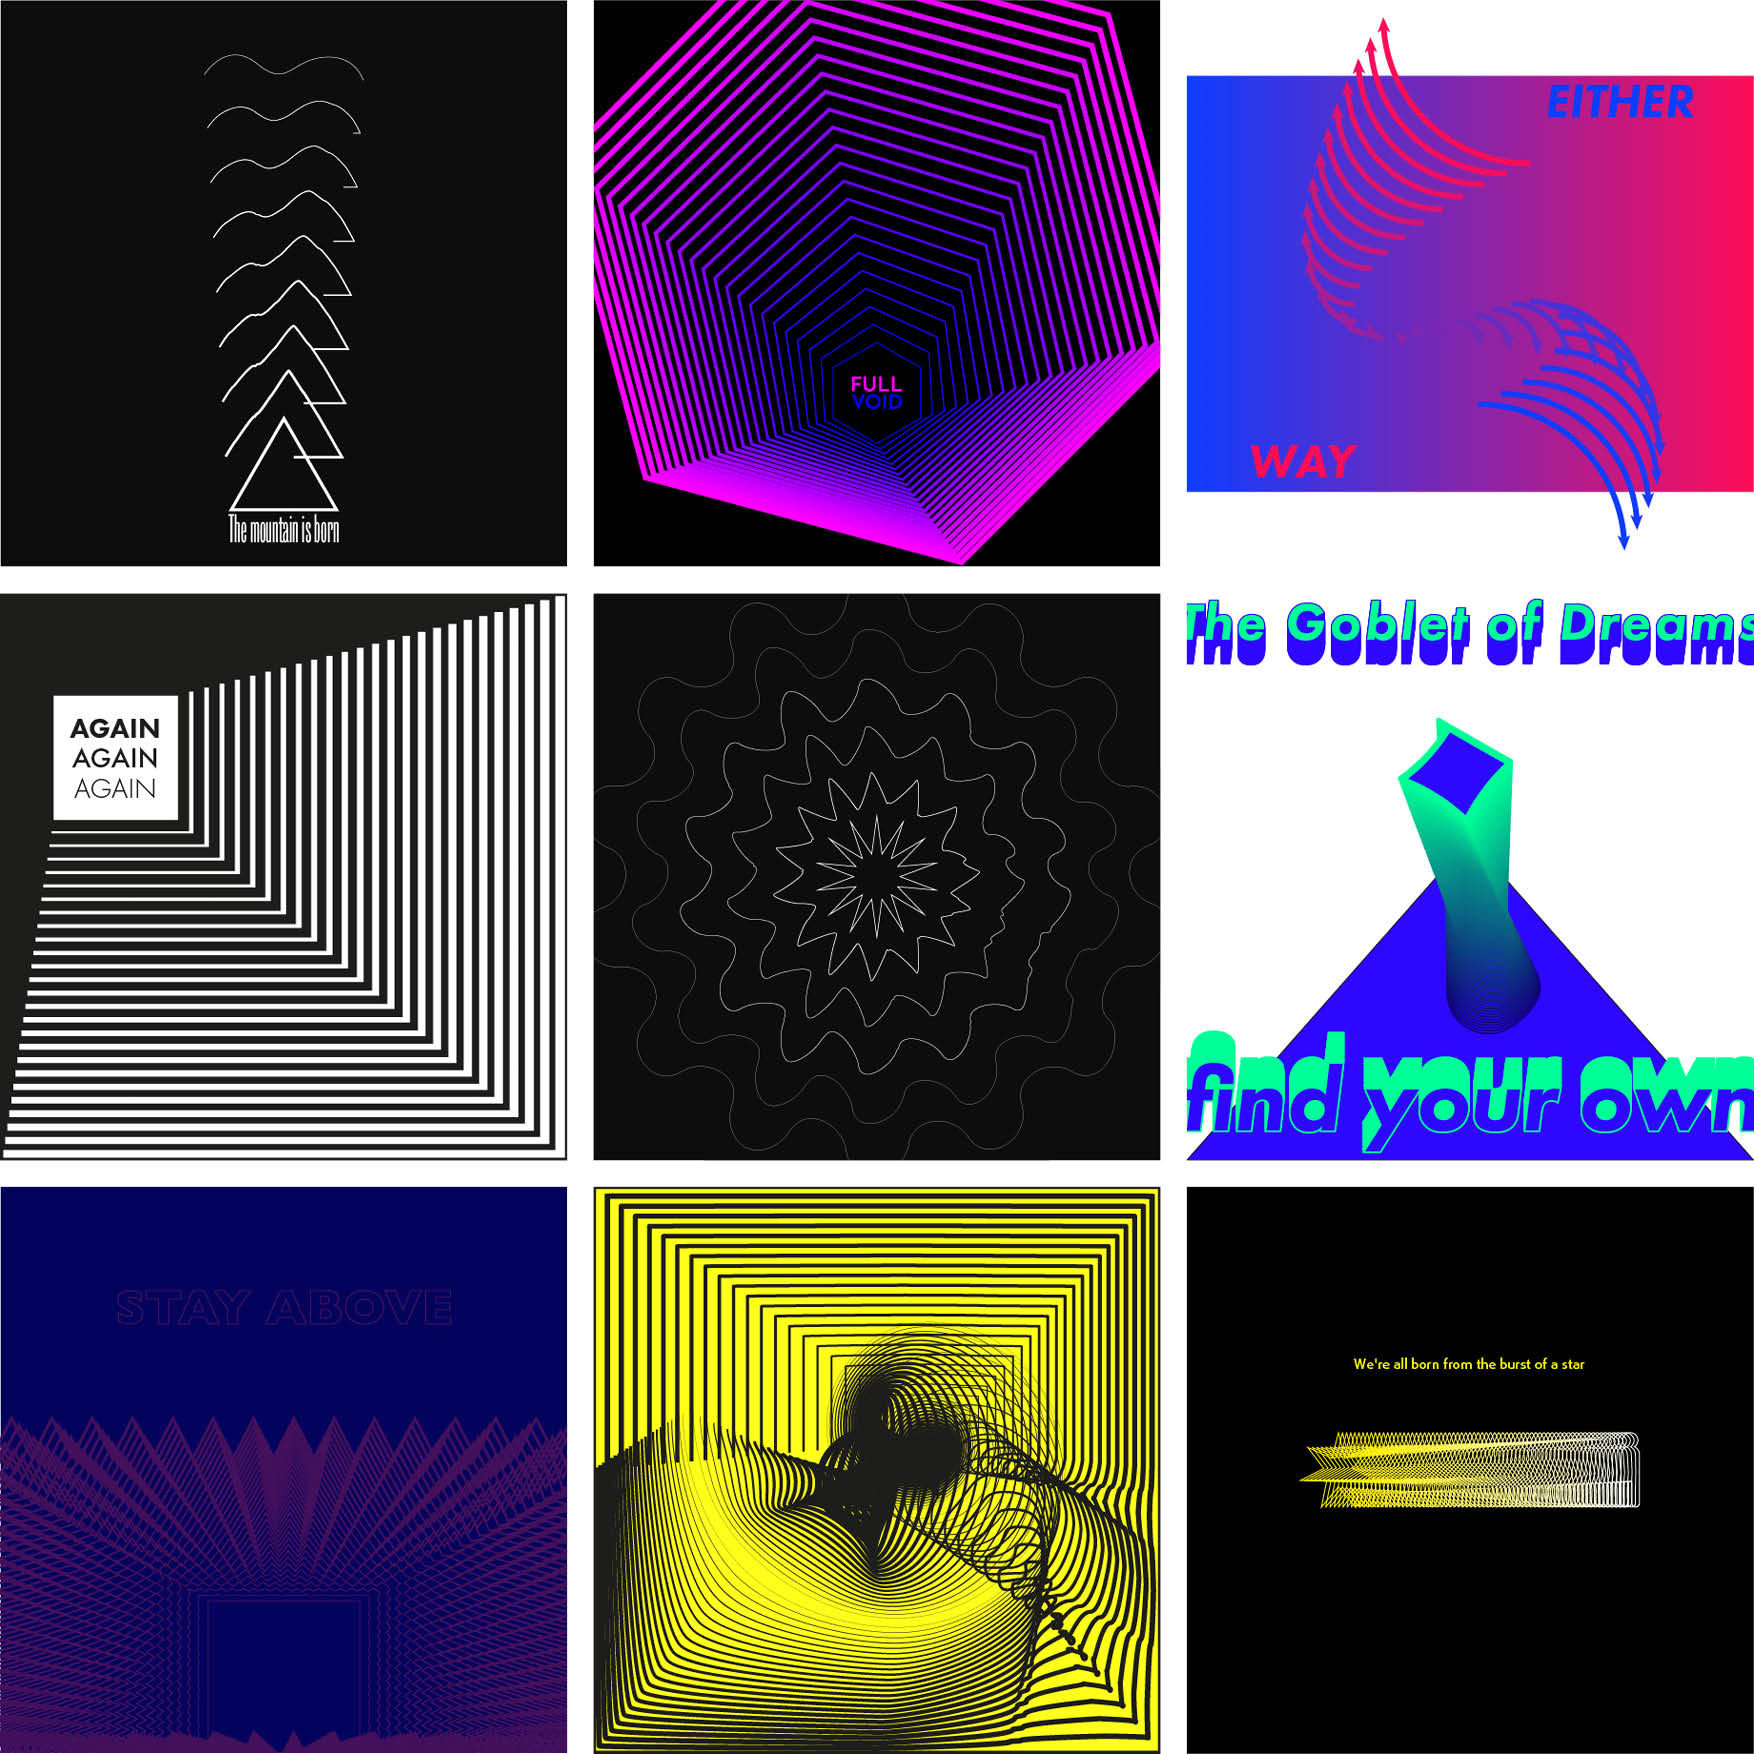 The mountain is born
FULL
VOID
EITHER
WAY
AGAIN
AGAIN
AGAIN
The Goblet of Dreams
find your own
STAY ABOVE
We're all born from the burst of a star